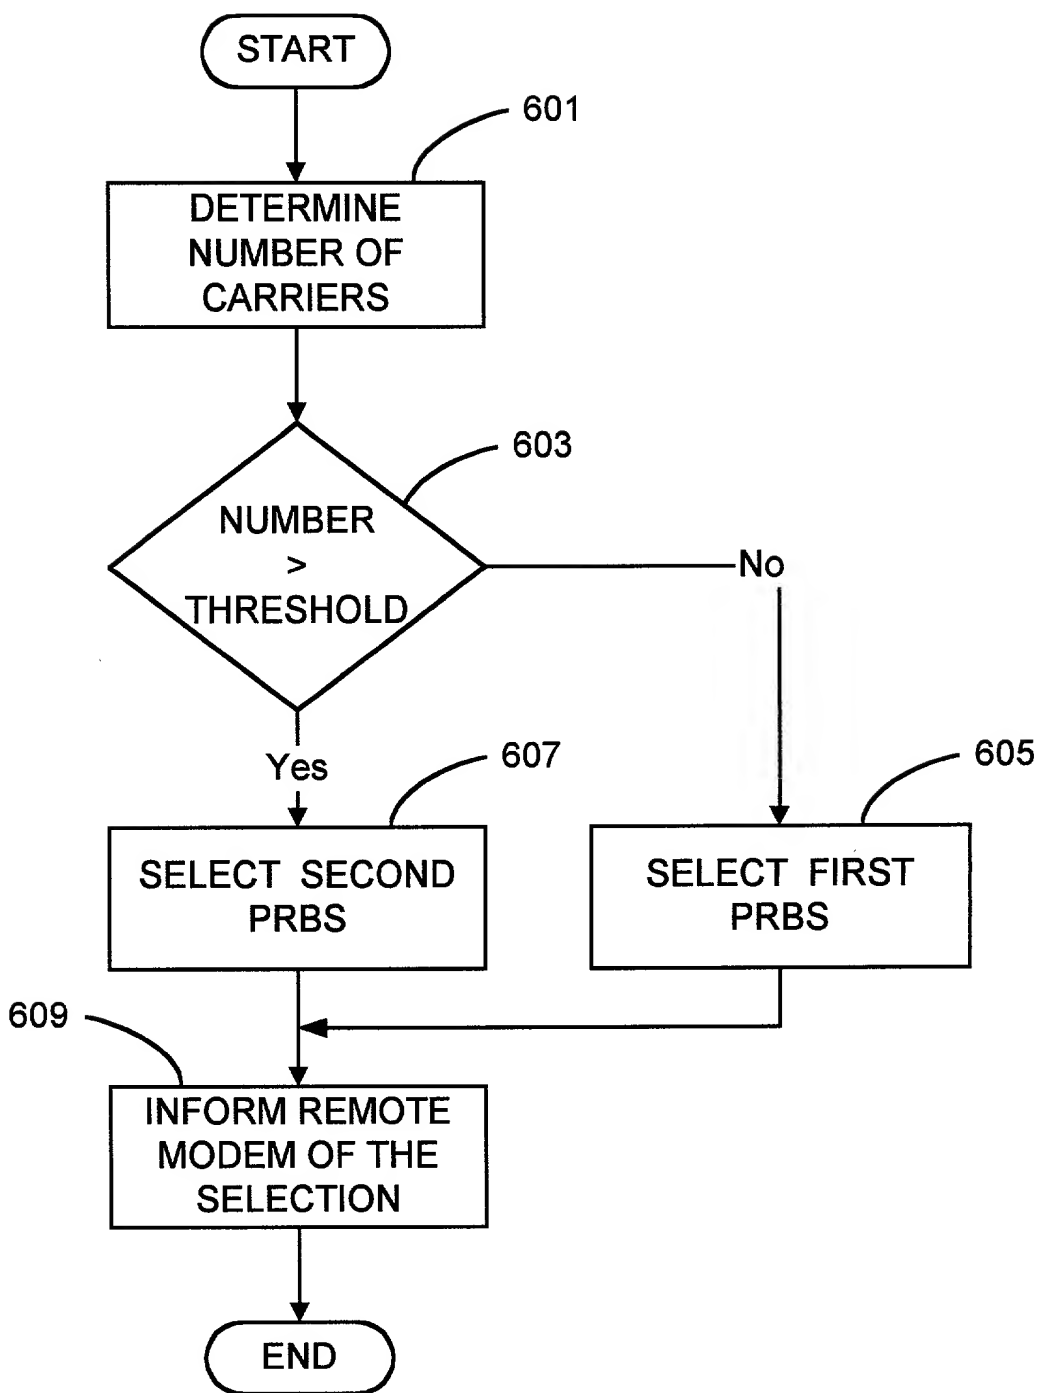 START
601
DETERMINE
NUMBER OF
CARRIERS
603
NUMBER
>
THRESHOLD
No
Yes
607
605
SELECT SECOND
PRBS
SELECT FIRST
PRBS
609
INFORM REMOTE
MODEM OF THE
SELECTION
END